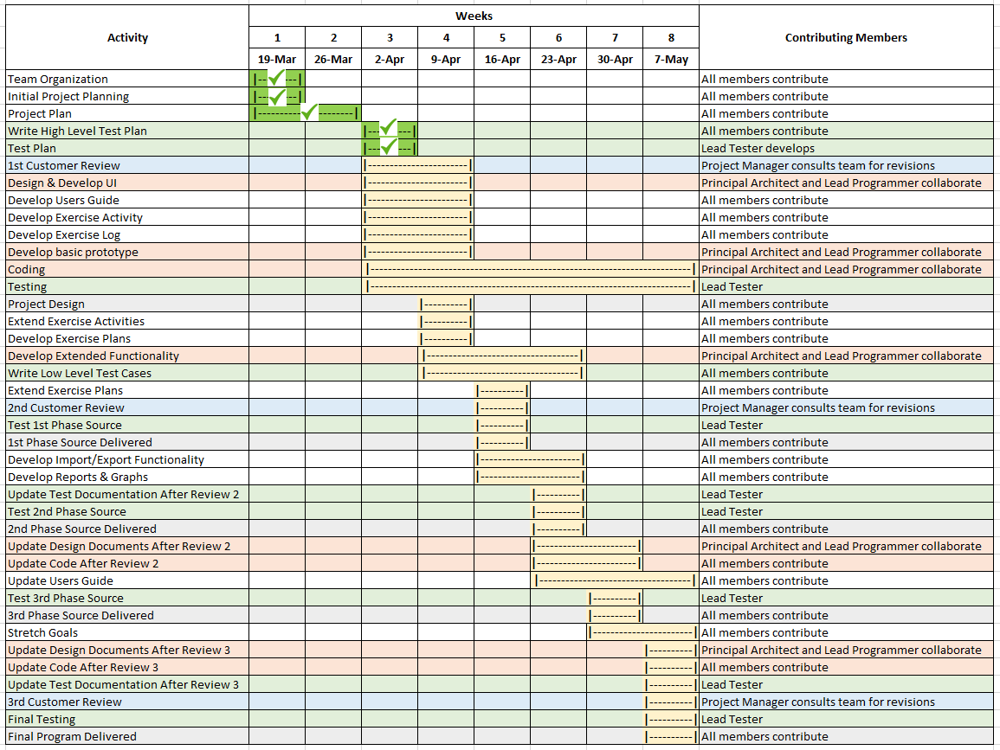 Weeks
Activity 1 2 3 4 5 6 7 8 Contributing Members
19-Mar 26-Mar 2-Apr 9-Apr 16-Apr 23-Apr 30-Apr 7-May
Team Organization All members contribute
Initial Project Planning All members contribute
Project Plan All members contribute
Write High Level Test Plan All members contribute
Test Plan Lead Tester develops
1st Customer Review Project Manager consults team for revisions
Design & Develop UI Principal Architect and Lead Programmer collaborate
Develop Users Guide All members contribute
Develop Exercise Activity All members contribute
Develop Exercise Log All members contribute
Develop basic prototype Principal Architect and Lead Programmer collaborate
Coding Principal Architect and Lead Programmer collaborate
Testing Lead Tester
Project Design All members contribute
Extend Exercise Activities All members contribute
Develop Exercise Plans All members contribute
Develop Extended Functionality Principal Architect and Lead Programmer collaborate
Write Low Level Test Cases All members contribute
Extend Exercise Plans All members contribute
2nd Customer Review Project Manager consults team for revisions
Test 1st Phase Source Lead Tester
1st Phase Source Delivered All members contribute
Develop Import/Export Functionality All members contribute
Develop Reports & Graphs All members contribute
Update Test Documentation After Review 2 Lead Tester
Test 2nd Phase Source Lead Tester
2nd Phase Source Delivered All members contribute
Update Design Documents After Review 2 Principal Architect and Lead Programmer collaborate
Update Code After Review 2 All members contribute
Update Users Guide All members contribute
Test 3rd Phase Source Lead Tester
3rd Phase Source Delivered All members contribute
Stretch Goals All members contribute
Update Design Documents After Review 3 Principal Architect and Lead Programmer collaborate
Update Code After Review 3 All members contribute
Update Test Documentation After Review 3 Lead Tester
3rd Customer Review Project Manager consults team for revisions
Final Testing Lead Tester
Final Program Delivered All members contribute